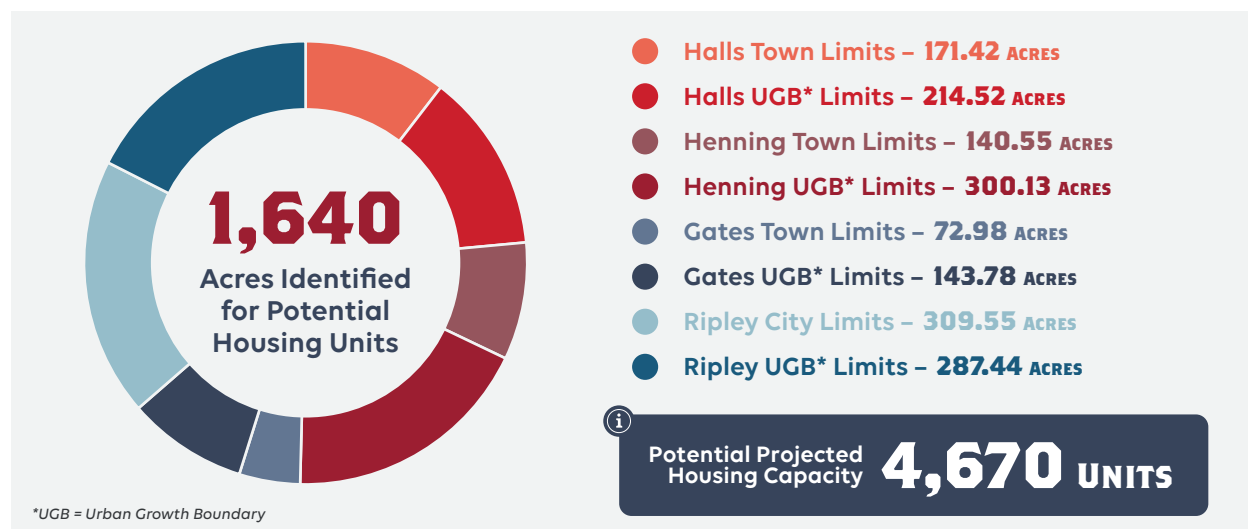 1,640
Acres Identified
for Potential
Housing Units
Halls Town Limits – 171.42 Acres
Halls UGB* Limits – 214.52 Acres
Henning Town Limits – 140.55 Acres
Henning UGB* Limits – 300.13 Acres
Gates Town Limits – 72.98 Acres
Gates UGB* Limits – 143.78 Acres
Ripley City Limits – 309.55 Acres
Ripley UGB* Limits – 287.44 Acres
i
Potential Projected
Housing Capacity
4,670 Units
*UGB = Urban Growth Boundary